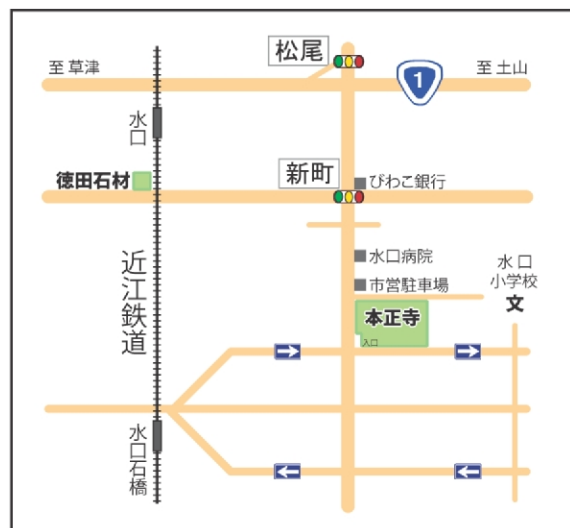 松尾
至 草津
1
至 土山
水口
新町
徳田石材
びわこ銀行
近江鉄道
水口病院
水口
小学校
文
市営駐車場
本正寺
入口
水口石橋